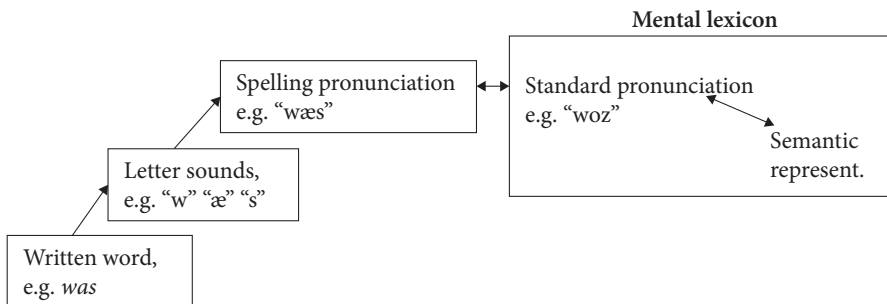 Mental lexicon
Spelling pronunciation
e.g. “wæs”
Standard pronunciation
e.g. “woz”
Semantic
represent.
Letter sounds,
e.g. “w” “æ” “s”
Written word,
e.g. was